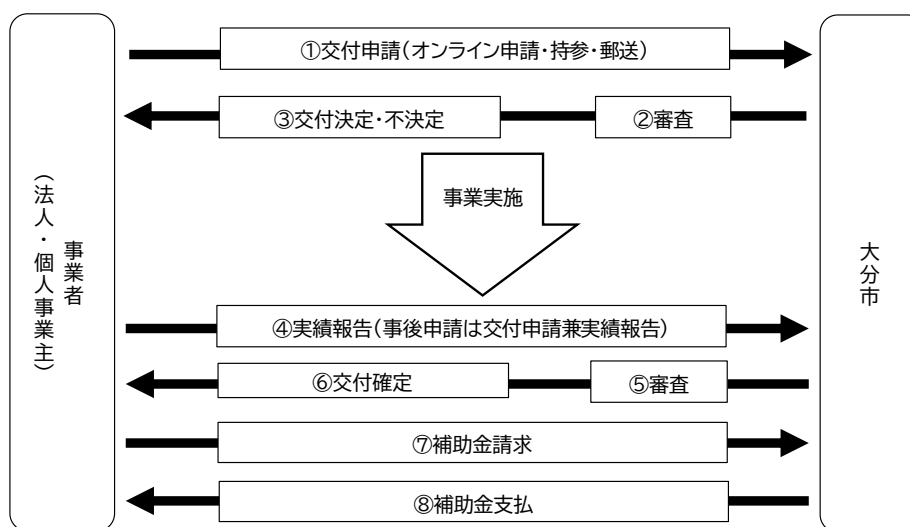 ①交付申請(オンライン申請・持参・郵送)
③交付決定・不決定
②審査
事業実施
事業者
(法人・個人事業主)
大分市
④実績報告(事後申請は交付申請兼実績報告)
⑥交付確定
⑤審査
⑦補助金請求
⑧補助金支払